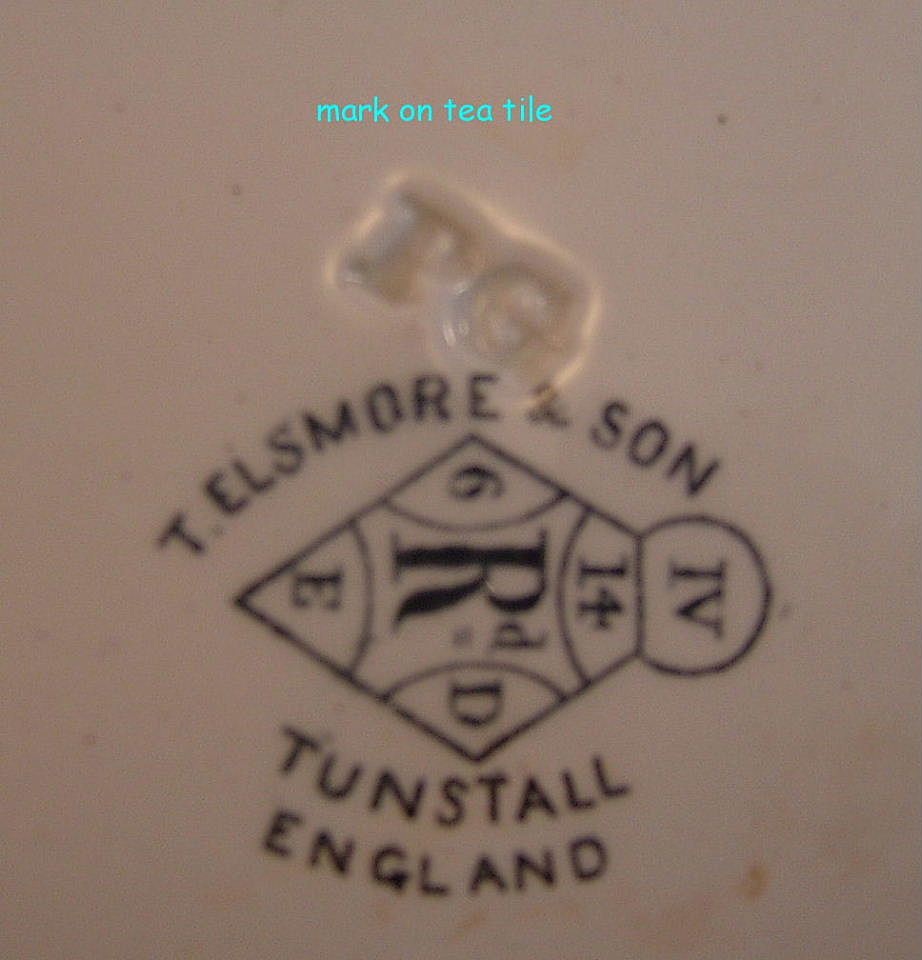 mark on tea tile
T. ELSMORE & SON
6
E
Rd
14
IV
D
TUNSTALL
ENGLAND